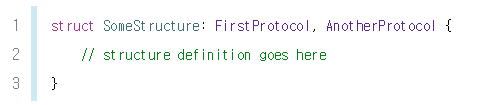 1 struct SomeStructure: FirstProtocol, AnotherProtocol {
2 // structure definition goes here
3 }